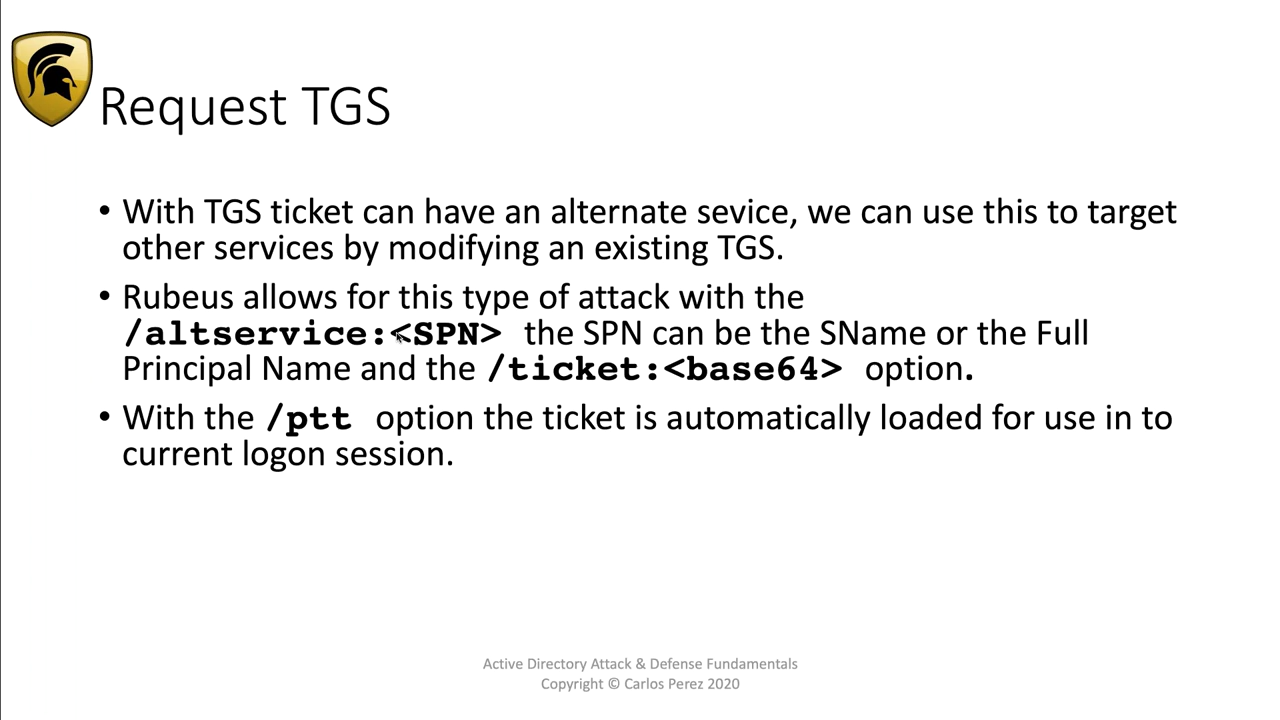 Request TGS
• With TGS ticket can have an alternate sevice, we can use this to target
other services by modifying an existing TGS.
• Rubeus allows for this type of attack with the
/altservice:<SPN> the SPN can be the SName or the Full
Principal Name and the /ticket:<base64> option.
• With the /ptt option the ticket is automatically loaded for use in to
current logon session.
Active Directory Attack & Defense Fundamentals
Copyright © Carlos Perez 2020